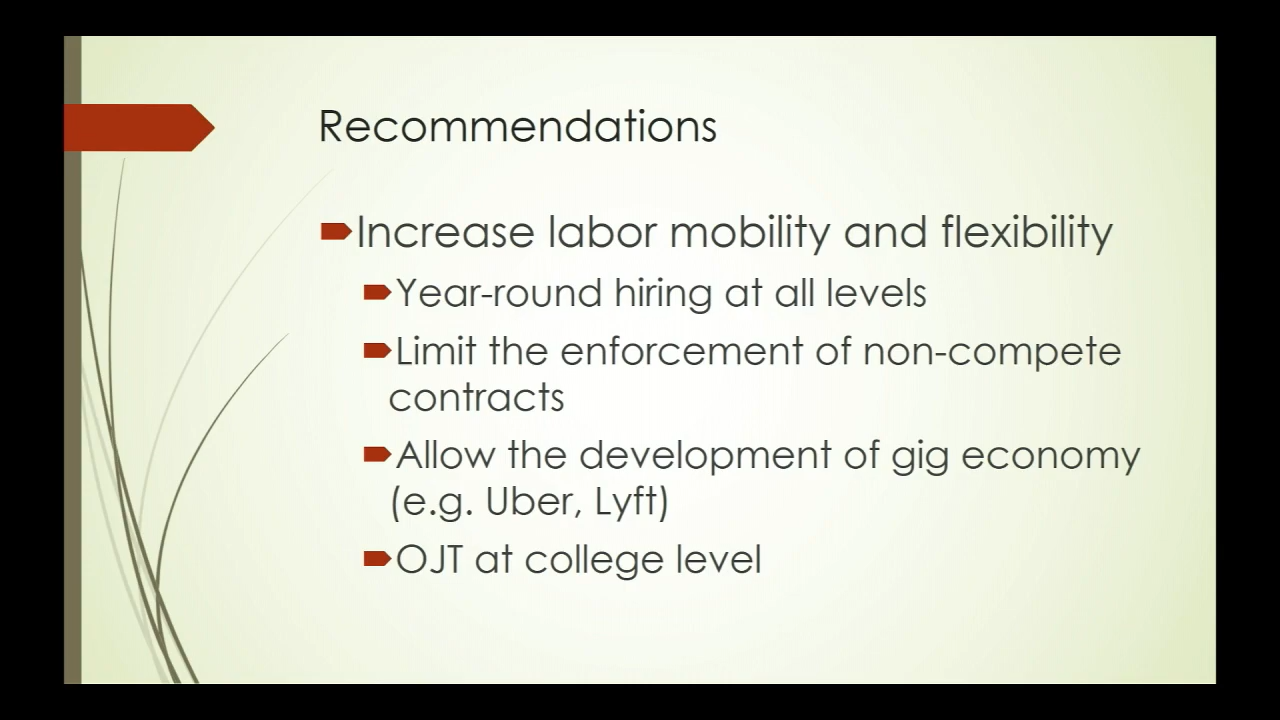 Recommendations
Increase labor mobility and flexibility
Year-round hiring at all levels
Limit the enforcement of non-compete
contracts
Allow the development of gig economy
(e.g. Uber, Lyft)
OJT at college level